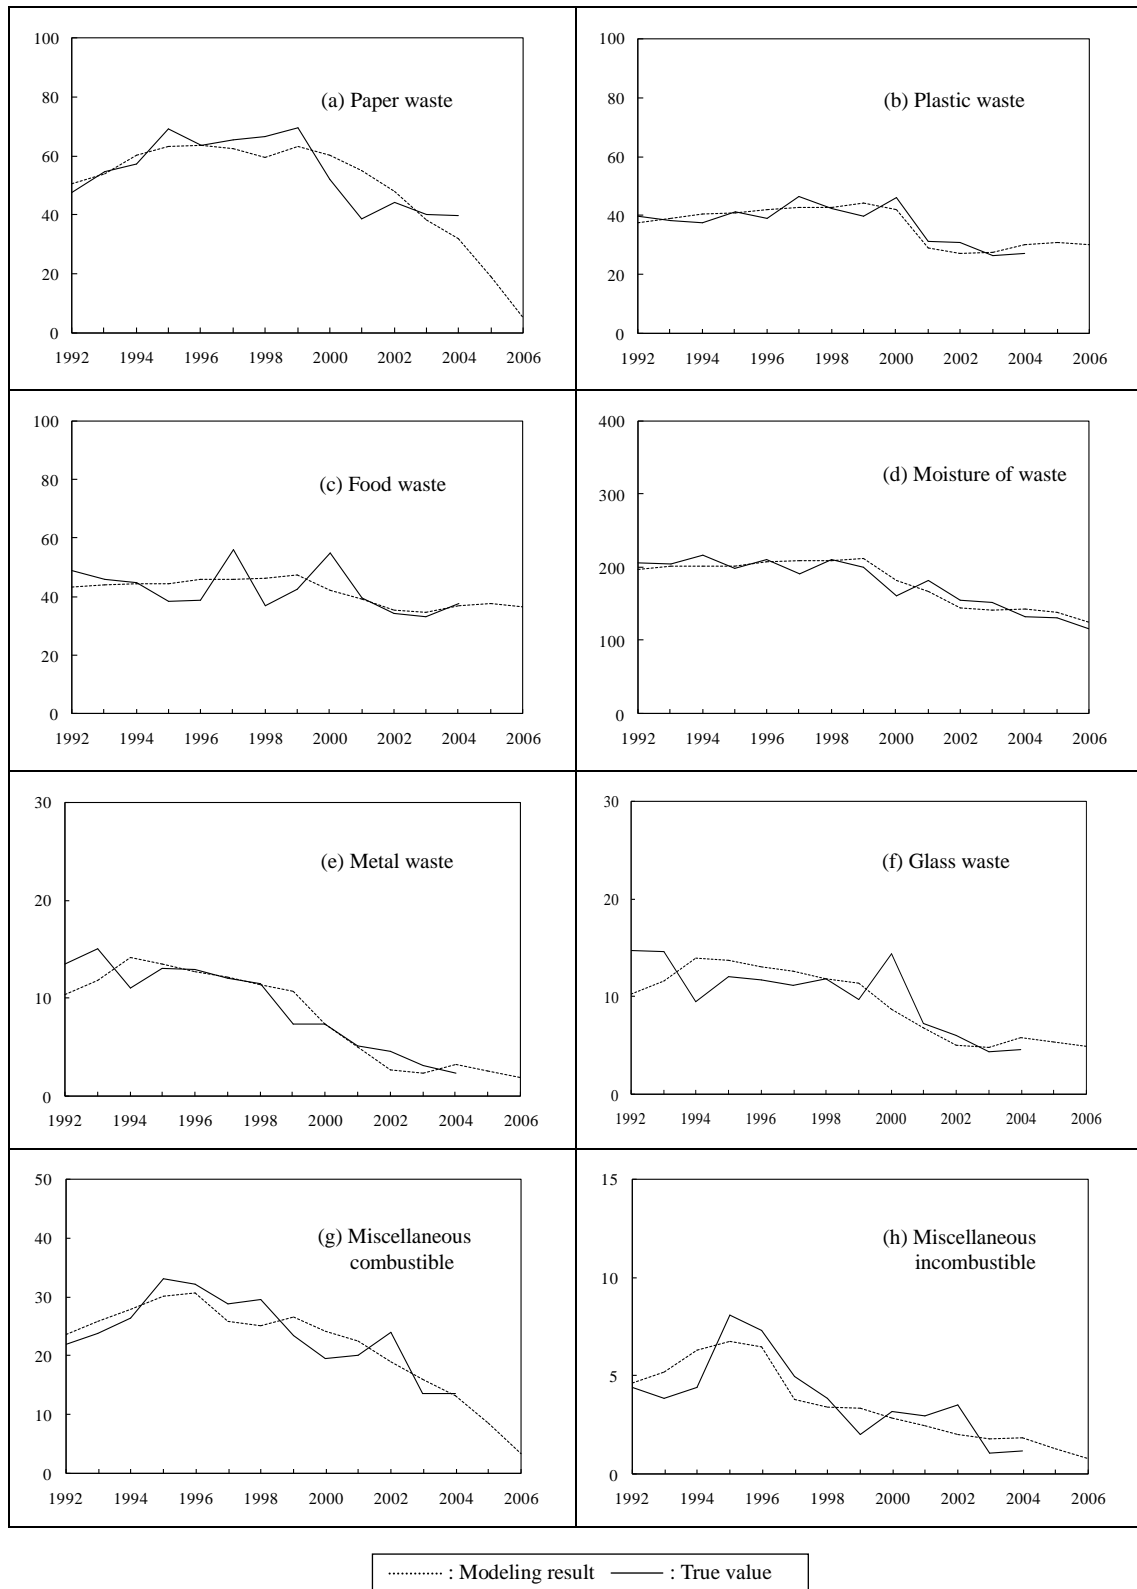 100
80
60
40
20
0
(a) Paper waste
1992 1994 1996 1998 2000 2002 2004 2006
100
80
60
40
20
0
(b) Plastic waste
1992 1994 1996 1998 2000 2002 2004 2006
100
80
60
40
20
0
(c) Food waste
1992 1994 1996 1998 2000 2002 2004 2006
400
300
200
100
0
(d) Moisture of waste
1992 1994 1996 1998 2000 2002 2004 2006
30
20
10
0
(e) Metal waste
1992 1994 1996 1998 2000 2002 2004 2006
30
20
10
0
(f) Glass waste
1992 1994 1996 1998 2000 2002 2004 2006
50
40
30
20
10
0
(g) Miscellaneous
combustible
1992 1994 1996 1998 2000 2002 2004 2006
15
10
5
0
(h) Miscellaneous
incombustible
1992 1994 1996 1998 2000 2002 2004 2006
: Modeling result : True value